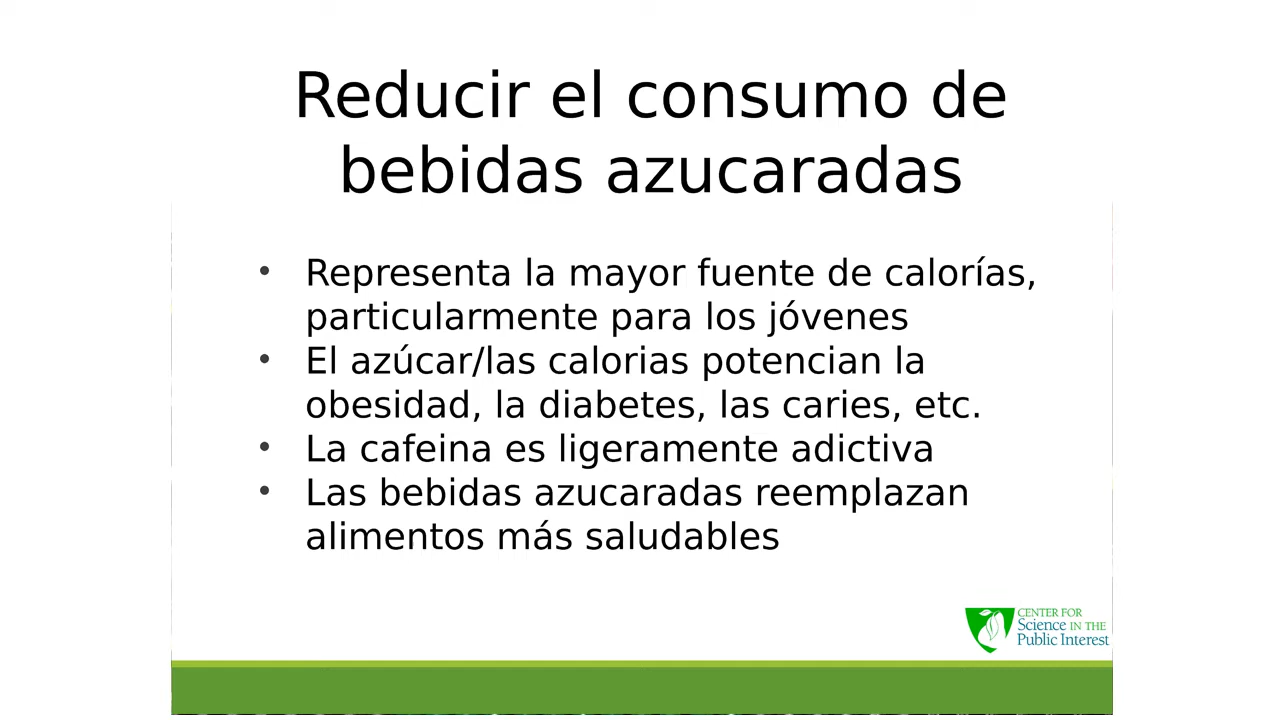 Reducir el consumo de
bebidas azucaradas
• Representa la mayor fuente de calorías,
particularmente para los jóvenes
• El azúcar/las calorias potencian la
obesidad, la diabetes, las caries, etc.
• La cafeina es ligeramente adictiva
• Las bebidas azucaradas reemplazan
alimentos más saludables
CENTER FOR
Science IN THE
Public Interest